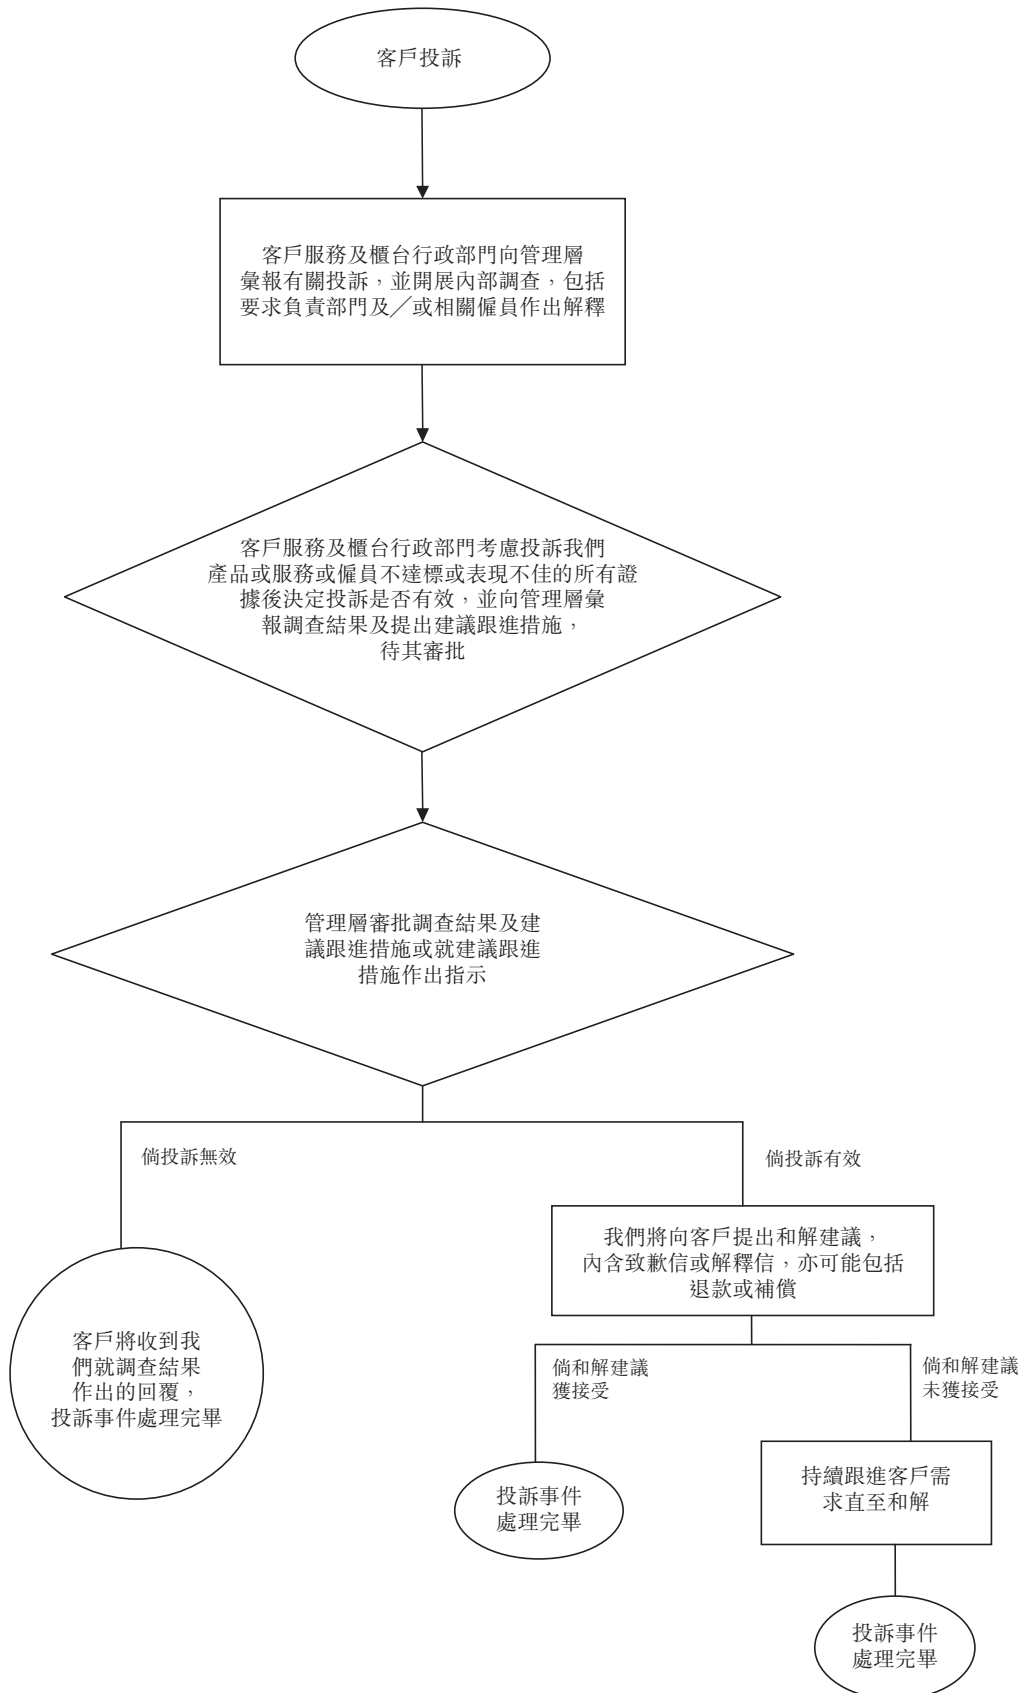 客戶投訴
客戶服務及櫃台行政部門向管理層
彙報有關投訴，並開展內部調查，包括
要求負責部門及／或相關僱員作出解釋
客戶服務及櫃台行政部門考慮投訴我們
產品或服務或僱員不達標或表現不佳的所有證
據後決定投訴是否有效，並向管理層彙
報調查結果及提出建議跟進措施，
待其審批
管理層審批調查結果及建
議跟進措施或就建議跟進
措施作出指示
倘投訴無效
倘投訴有效
我們將向客戶提出和解建議，
內含致歉信或解釋信，亦可能包括
退款或補償
客戶將收到我
們就調查結果
作出的回覆，
投訴事件處理完畢
倘和解建議
獲接受
倘和解建議
未獲接受
投訴事件
處理完畢
持續跟進客戶需
求直至和解
投訴事件
處理完畢